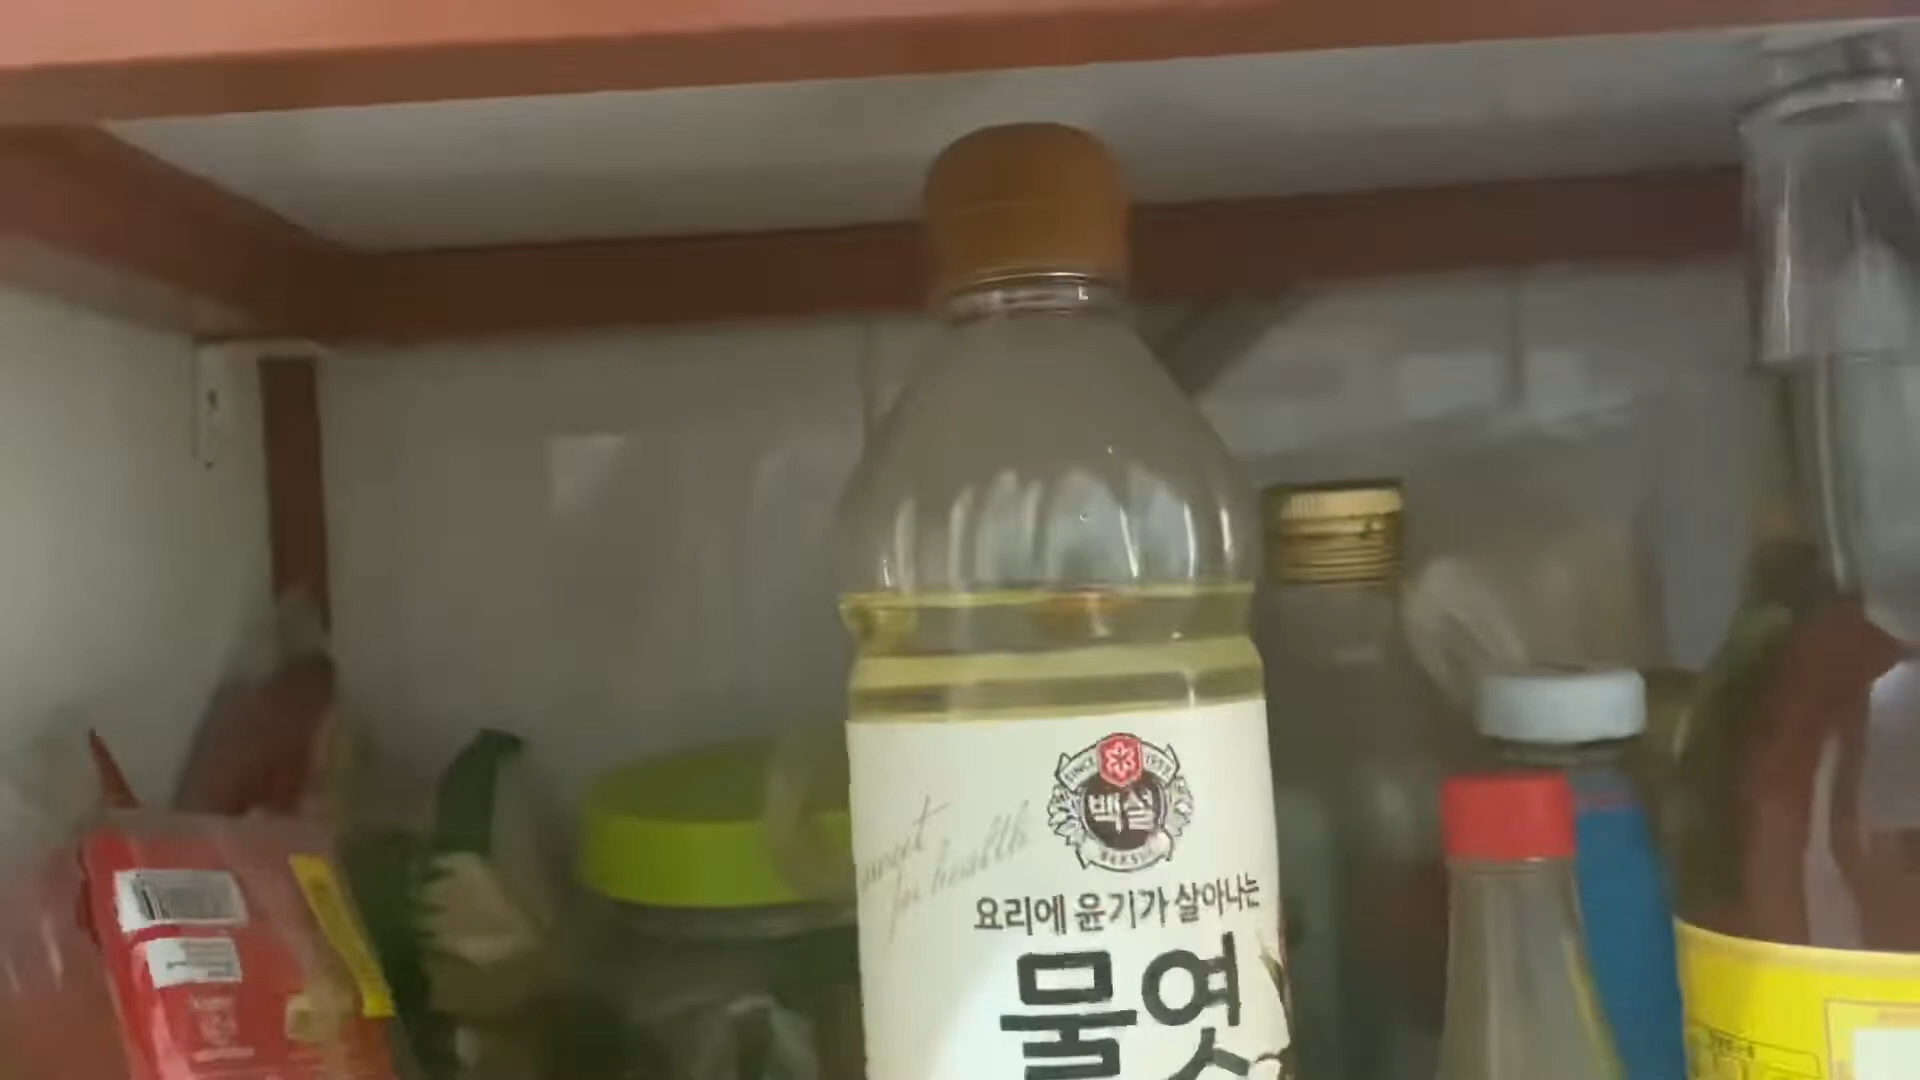 SINCE 1953
백설
BEKSUL
sweet
for health
요리에 윤기가 살아나는
물엿